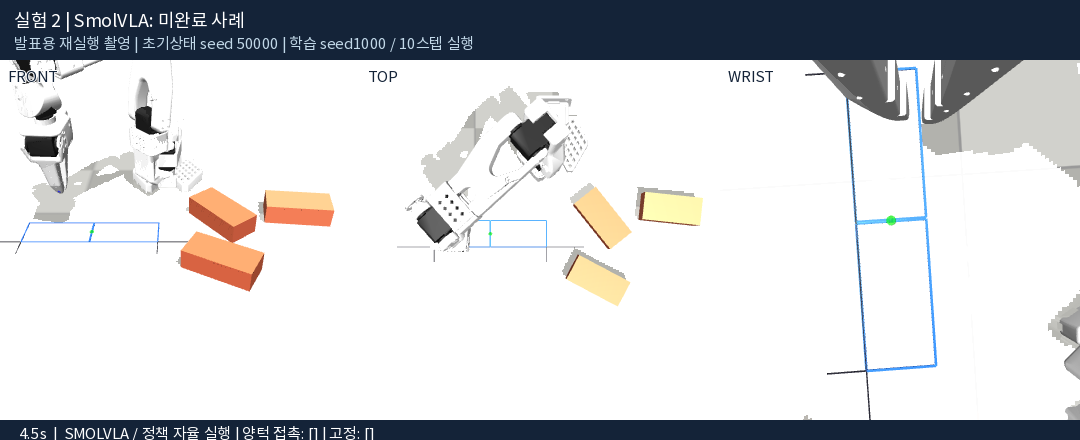 실험 2 | SmolVLA: 미완료 사례
발표용 재실행 촬영 | 초기상태 seed 50000 | 학습 seed1000 / 10스텝 실행
FRONT
TOP
WRIST
4.5s | SMOLVLA / 정책 자율 실행 | 양턱 접촉: [] | 고정: []